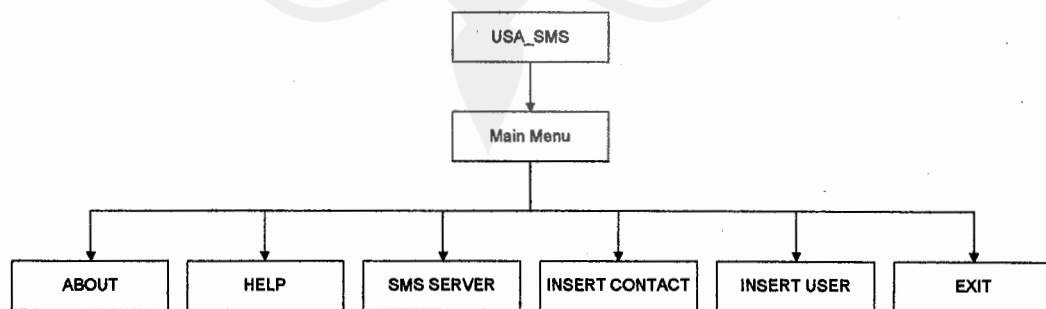 USA_SMS
Main Menu
ABOUT
HELP
SMS SERVER
INSERT CONTACT
INSERT USER
EXIT